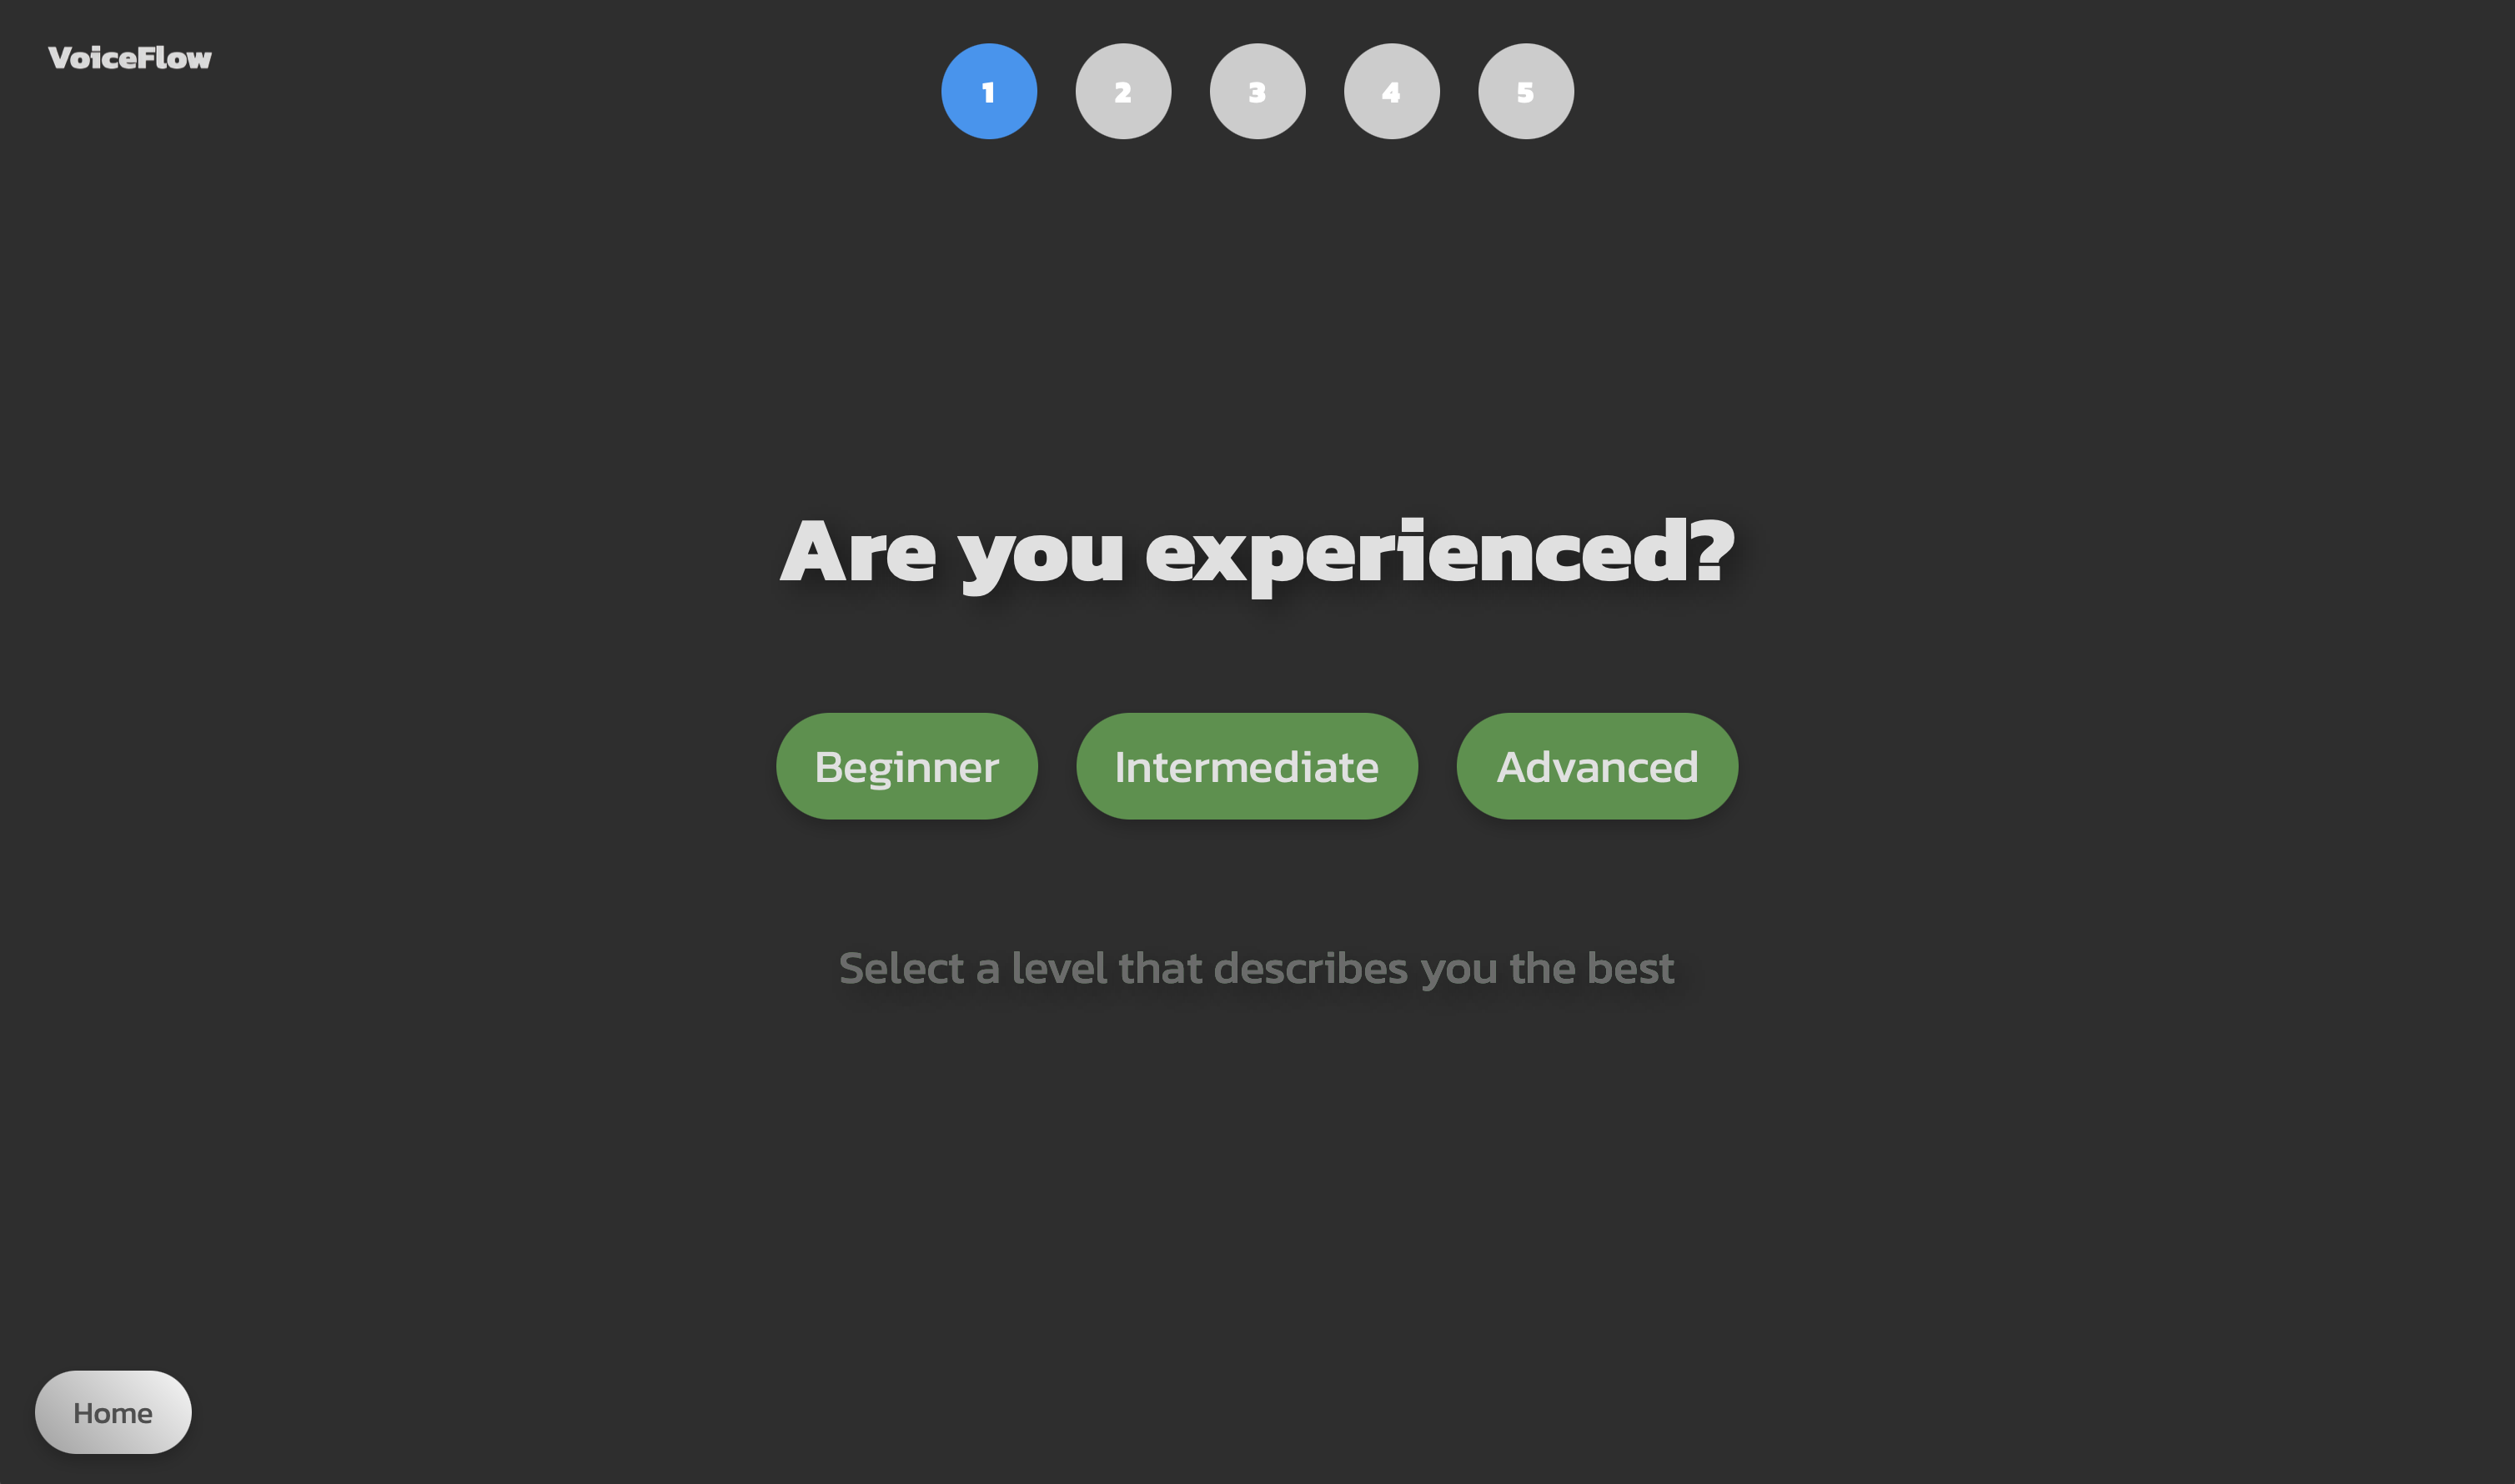 VoiceFlow
1 2 3 4 5
Are you experienced?
Beginner Intermediate Advanced
Select a level that describes you the best
Home